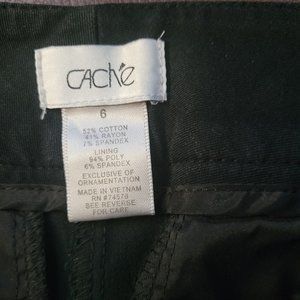 CACHÉ
6
52% COTTON
41% RAYON
7% SPANDEX
LINING
94% POLY
6% SPANDEX
EXCLUSIVE OF
ORNAMENTATION
MADE IN VIETNAM
RN #74578
SEE REVERSE
FOR CARE